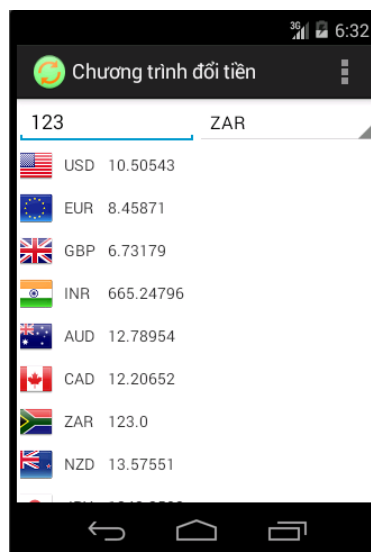 3G 6:32
Chương trình đổi tiền
123 ZAR
USD 10.50543
EUR 8.45871
GBP 6.73179
INR 665.24796
AUD 12.78954
CAD 12.20652
ZAR 123.0
NZD 13.57551